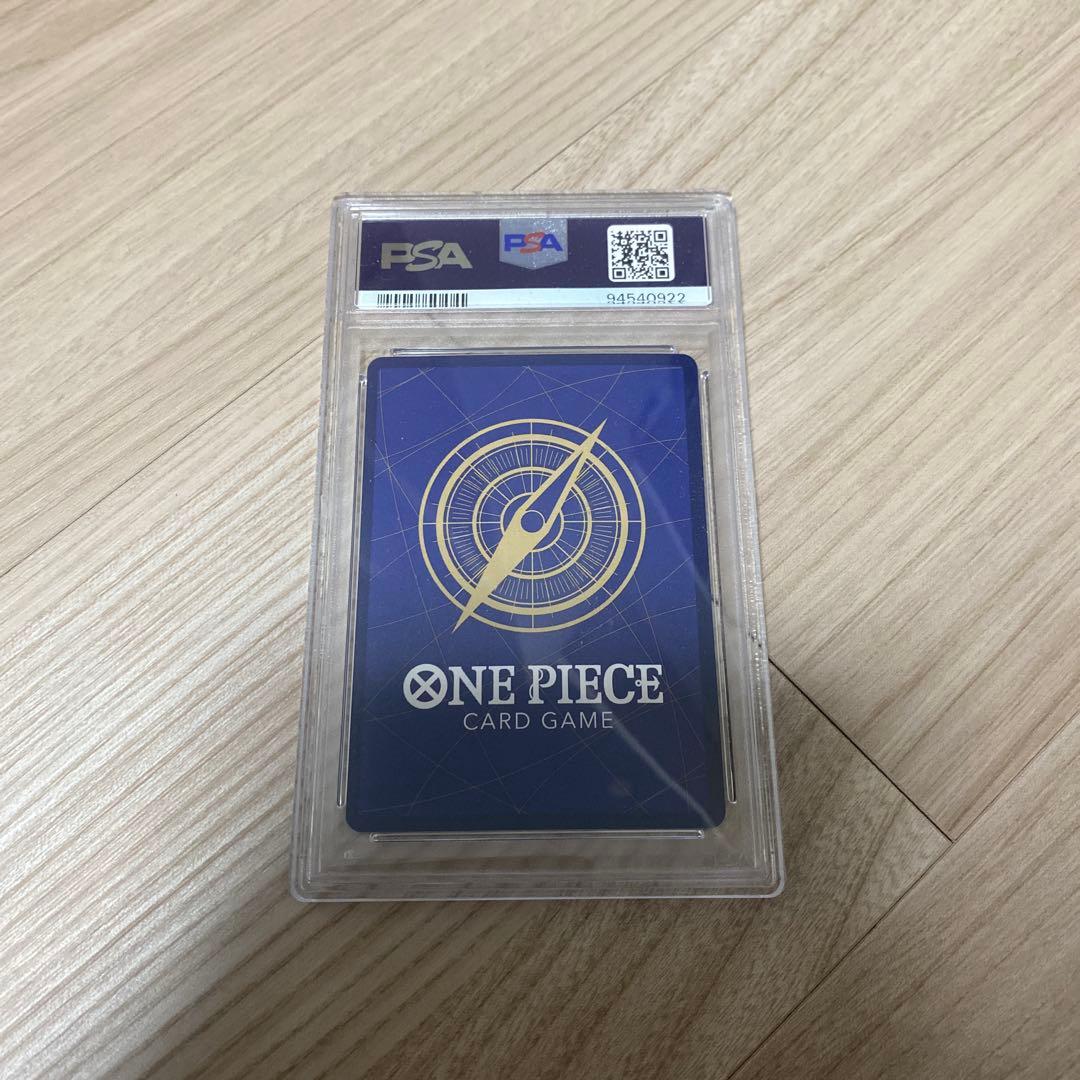 PSA
PSA
94540922
ONE PIECE
CARD GAME